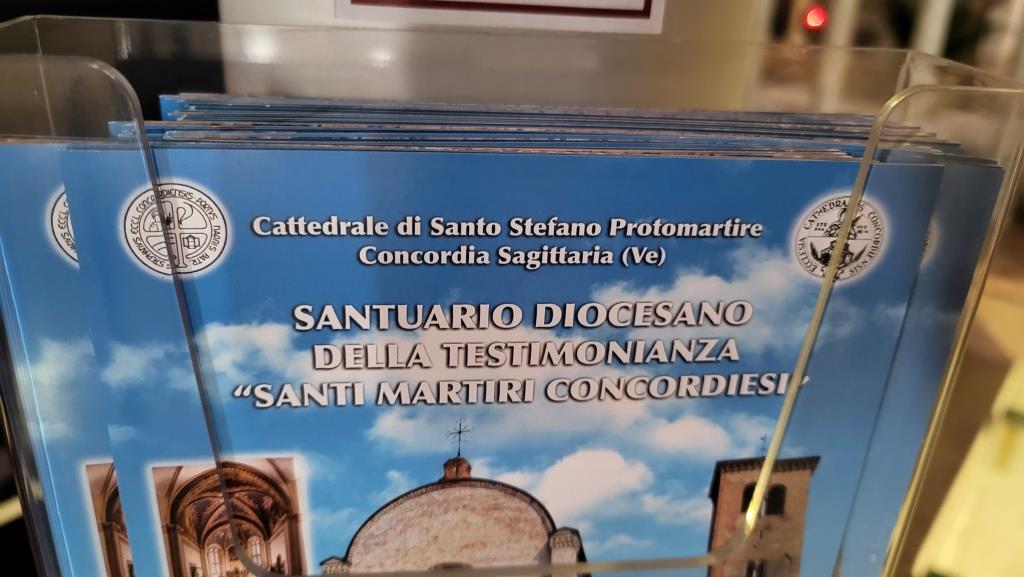 Cattedrale di Santo Stefano Protomartire
Concordia Sagittaria (Ve)
SANTUARIO DIOCESANO
DELLA TESTIMONIANZA
“SANTI MARTIRI CONCORDIESI”